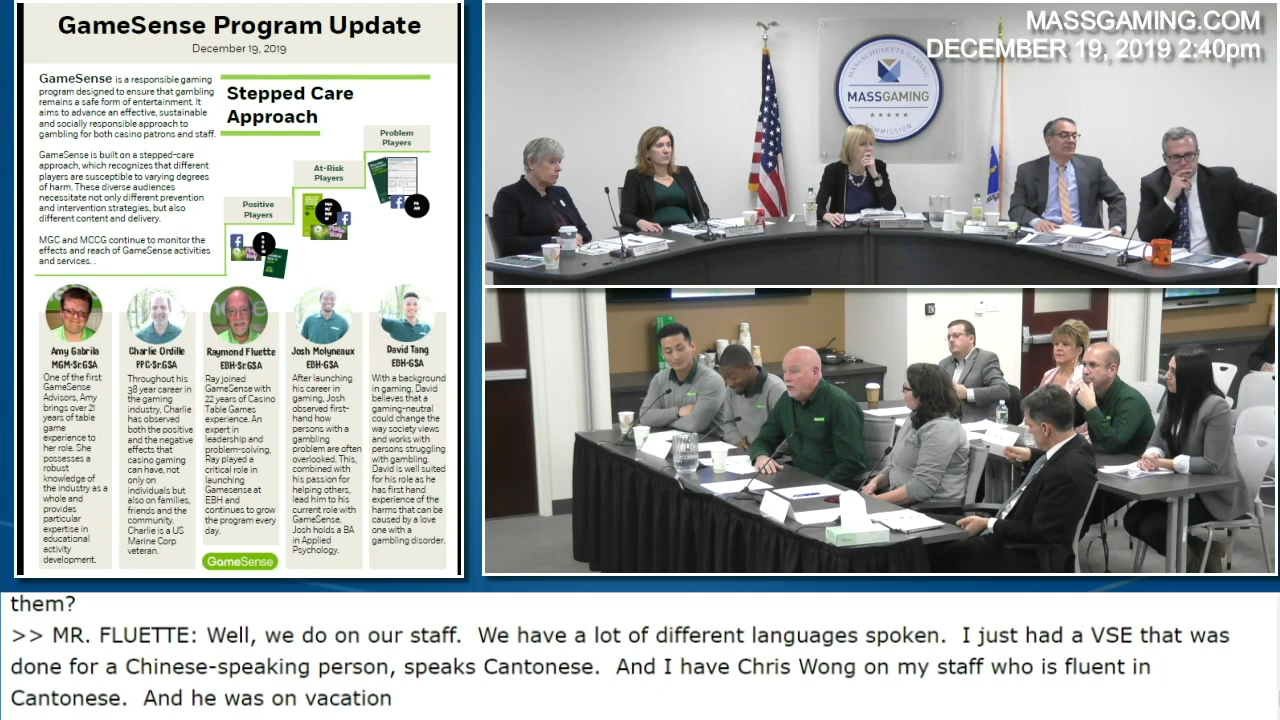 GameSense Program Update
December 19, 2019
GameSense is a responsible gaming
program designed to ensure that gambling
remains a safe form of entertainment. It
aims to advance an effective, sustainable
and socially responsible approach to
gambling for both casino patrons and staff.
GameSense is built on a stepped-care
approach, which recognizes that different
players are susceptible to varying degrees
of harm. These diverse audiences
necessitate not only different prevention
and intervention strategies, but also
different content and delivery.
MGC and MCCG continue to monitor the
effects and reach of GameSense activities
and services. .
Stepped Care
Approach
Problem
Players
At-Risk
Players
Positive
Players
Amy Gabrila
MGM-Sr.GSA
One of the first
GameSense
Advisors, Amy
brings over 21
years of table
game
experience to
her role. She
possesses a
robust
knowledge of
the industry as a
whole and
provides
particular
expertise in
educational
activity
development.
Charlie Ordille
PPC-Sr.GSA
Throughout his
38 year career in
the gaming
industry, Charlie
has observed
both the positive
and the negative
effects that
casino gaming
can have, not
only on
individuals but
also on families,
friends and the
community.
Charlie is a US
Marine Corp
veteran.
Raymond Fluette
EBH-Sr.GSA
Ray joined
GameSense with
22 years of Casino
Table Games
experience. An
expert in
leadership and
problem-solving,
Ray played a
critical role in
launching
Gamesense at
EBH and
continues to grow
the program every
day.
GameSense
Josh Molyneaux
EBH-GSA
After launching
his career in
gaming, Josh
observed first-
hand how
persons with a
gambling
problem are often
overlooked. This,
combined with
his passion for
helping others,
lead him to his
current role with
GameSense.
Josh holds a BA
in Applied
Psychology.
David Tang
EBH-GSA
With a background
in gaming, David
believes that a
gaming-neutral
could change the
way society views
and works with
persons struggling
with gambling.
David is well suited
for his role as he
has first hand
experience of the
harms that can be
caused by a love
one with a
gambling disorder.
MASSGAMING.COM
DECEMBER 19, 2019 2:40pm
MASSACHUSETTS GAMING
MASSGAMING
COMMISSION
them?
>> MR. FLUETTE: Well, we do on our staff. We have a lot of different languages spoken. I just had a VSE that was
done for a Chinese-speaking person, speaks Cantonese. And I have Chris Wong on my staff who is fluent in
Cantonese. And he was on vacation